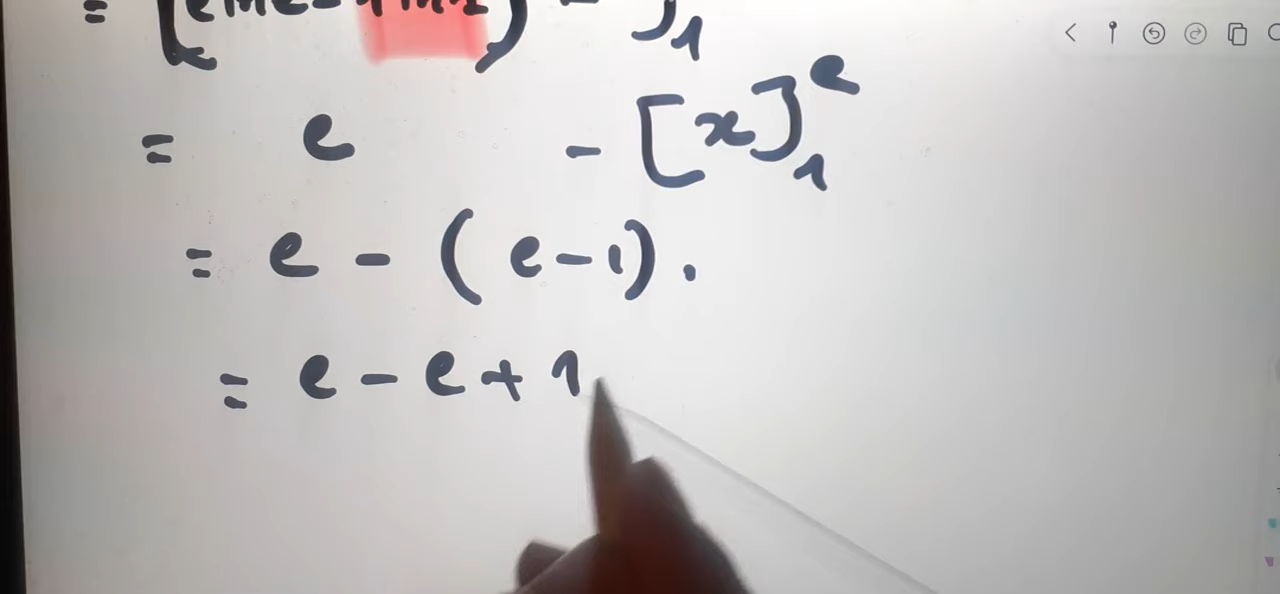 = e - [x]₁ᵉ
= e - (e-1).
= e - e + 1